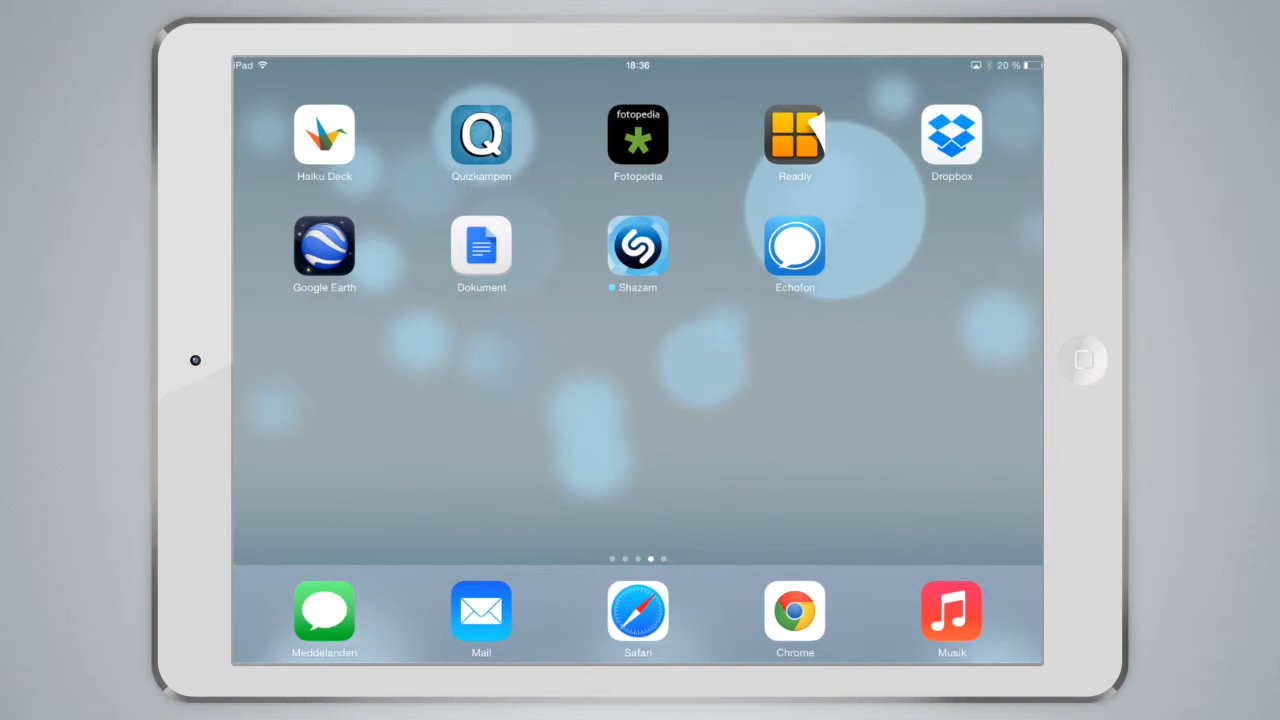 iPad
18:36
20 %
fotopedia
Haiku Deck
Quizkampen
Fotopedia
Readly
Dropbox
Google Earth
Dokument
Shazam
Echofon
Meddelanden
Mail
Safari
Chrome
Musik